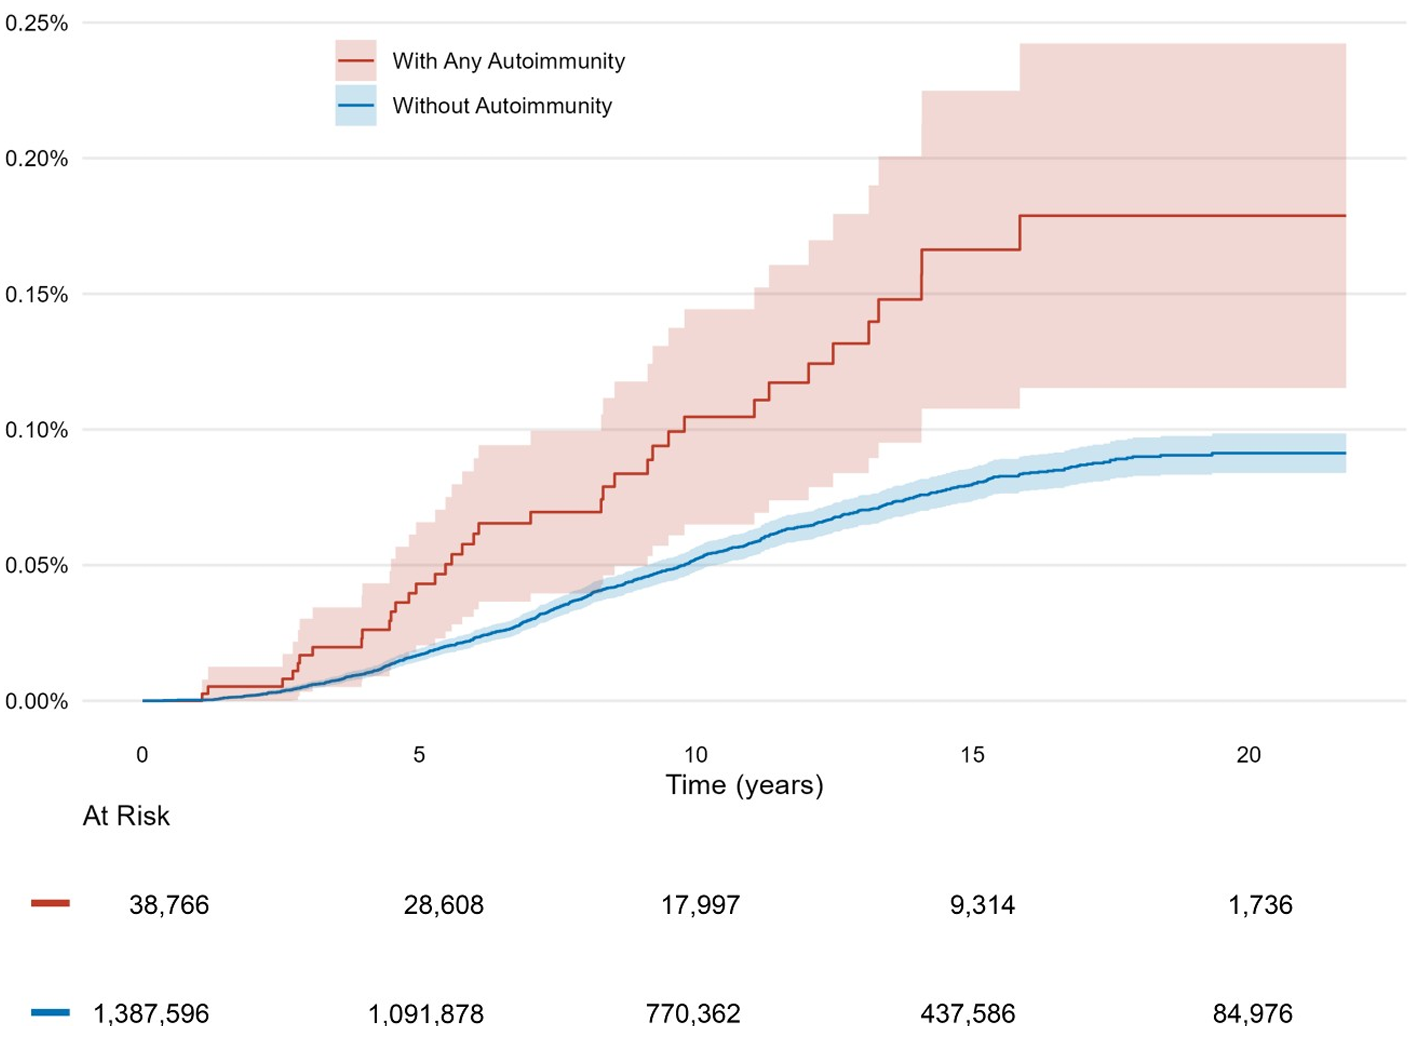 0.25%
With Any Autoimmunity
Without Autoimmunity
0.20%
0.15%
0.10%
0.05%
0.00%
0 5 10 15 20
Time (years)
At Risk
38,766 28,608 17,997 9,314 1,736
1,387,596 1,091,878 770,362 437,586 84,976